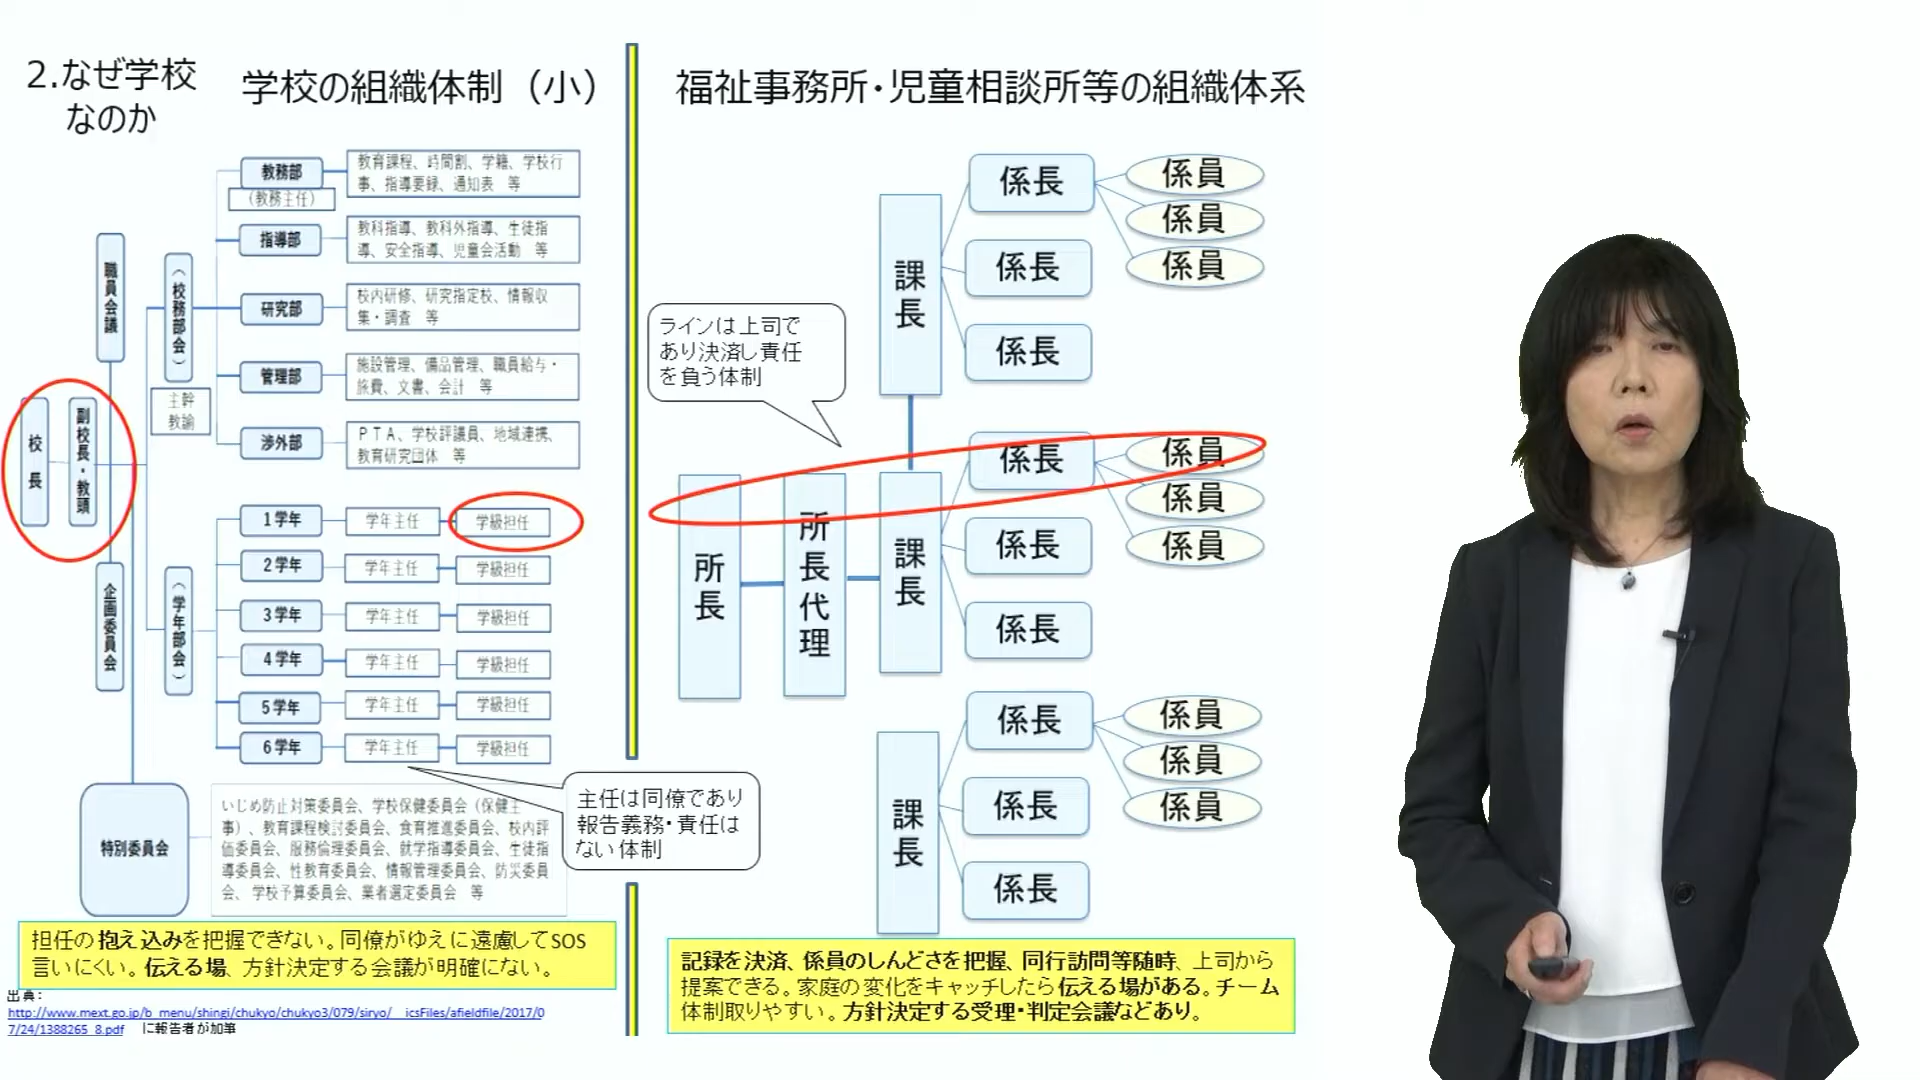 2.なぜ学校
なのか
学校の組織体制（小）
教務部
（教務主任）
教育課程、時間割、学籍、学校行
事、指導要録、通知表　等
指導部
教科指導、教科外指導、生徒指
導、安全指導、児童会活動　等
研究部
校内研修、研究指定校、情報収
集・調査　等
管理部
施設管理、備品管理、職員給与・
旅費、文書、会計　等
渉外部
ＰＴＡ、学校評議員、地域連携、
教育研究団体　等
職員会議
（校務部会）
主幹
教諭
校長
副校長・教頭
企画委員会
（学年部会）
1学年
学年主任
学級担任
2学年
学年主任
学級担任
3学年
学年主任
学級担任
4学年
学年主任
学級担任
5学年
学年主任
学級担任
6学年
学年主任
学級担任
特別委員会
いじめ防止対策委員会、学校保健委員会（保健主
事）、教育課程検討委員会、食育推進委員会、校内評
価委員会、服務倫理委員会、就学指導委員会、生徒指
導委員会、性教育委員会、情報管理委員会、防災委員
会、学校予算委員会、業者選定委員会　等
主任は同僚であり
報告義務・責任は
ない体制
担任の抱え込みを把握できない。同僚がゆえに遠慮してSOS
言いにくい。伝える場、方針決定する会議が明確にない。
出典：
http://www.mext.go.jp/b_menu/shingi/chukyo/chukyo3/079/siryo/__icsFiles/afieldfile/2017/0
7/24/1388265_8.pdf　に報告者が加筆
福祉事務所・児童相談所等の組織体系
ラインは上司で
あり決済し責任
を負う体制
所長
所長代理
課長
係長
係員
係員
係員
係長
係長
課長
係長
係員
係員
係員
係長
係長
課長
係長
係員
係員
係員
係長
係長
記録を決済、係員のしんどさを把握、同行訪問等随時、上司から
提案できる。家庭の変化をキャッチしたら伝える場がある。チーム
体制取りやすい。方針決定する受理・判定会議などあり。